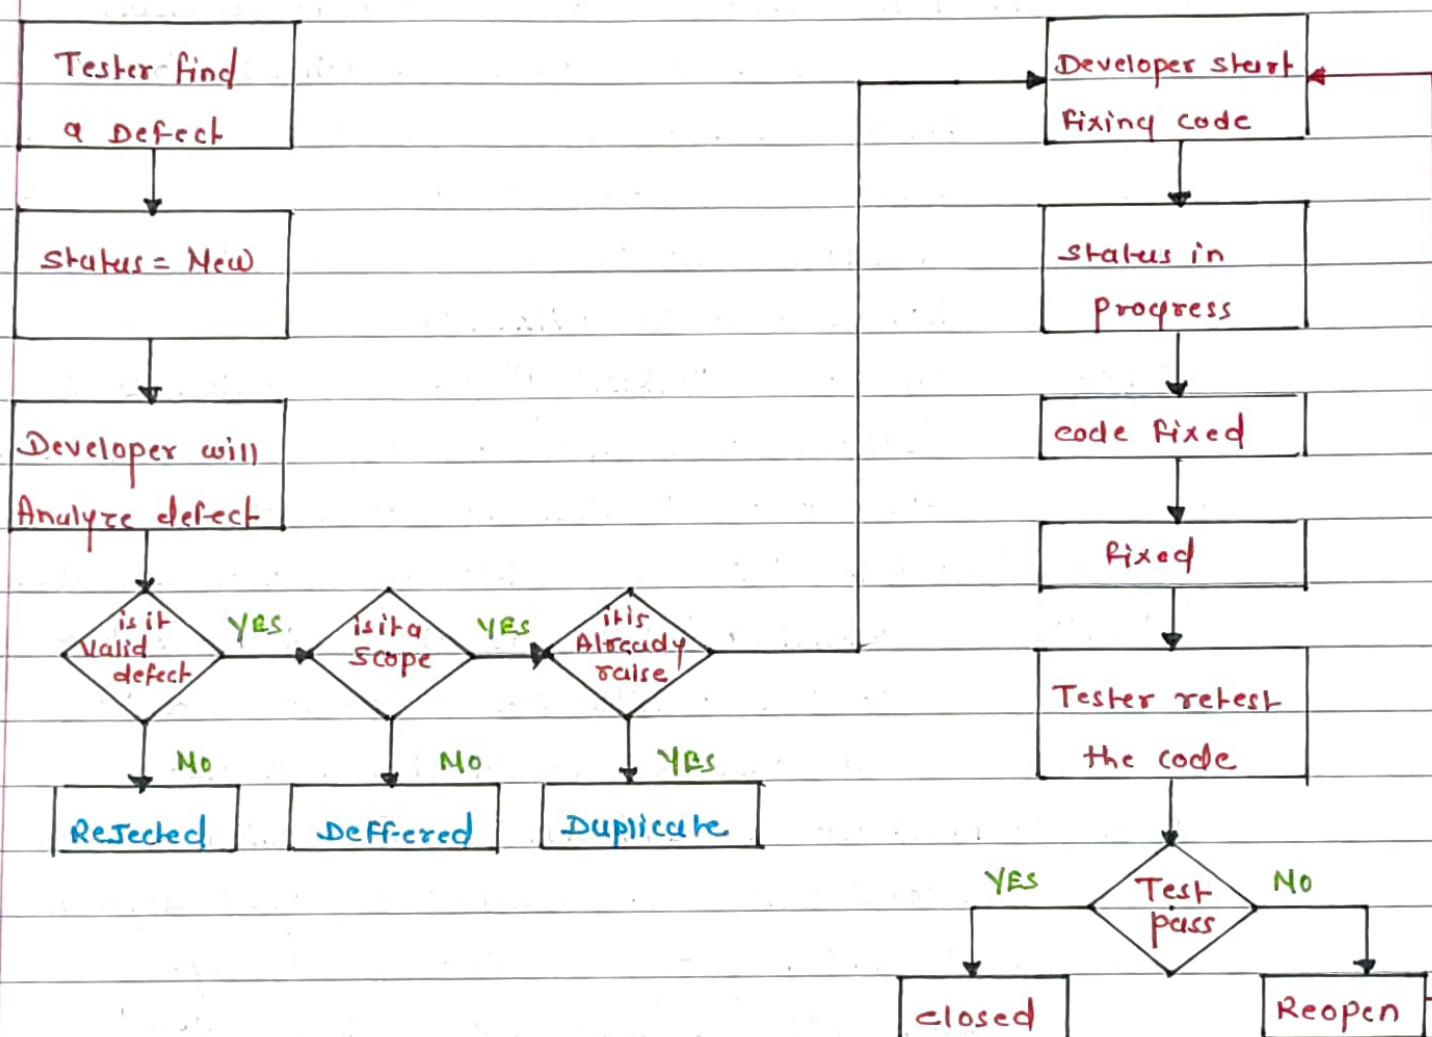 Tester find
a Defect
status = New
Developer will
Analyze defect
is it
valid
defect
YES
is it a
scope
YES
it is
Already
raise
NO
NO
YES
Rejected
Deffered
Duplicate
Developer start
fixing code
status in
progress
code fixed
fixed
Tester retest
the code
Test
pass
YES
NO
closed
Reopen